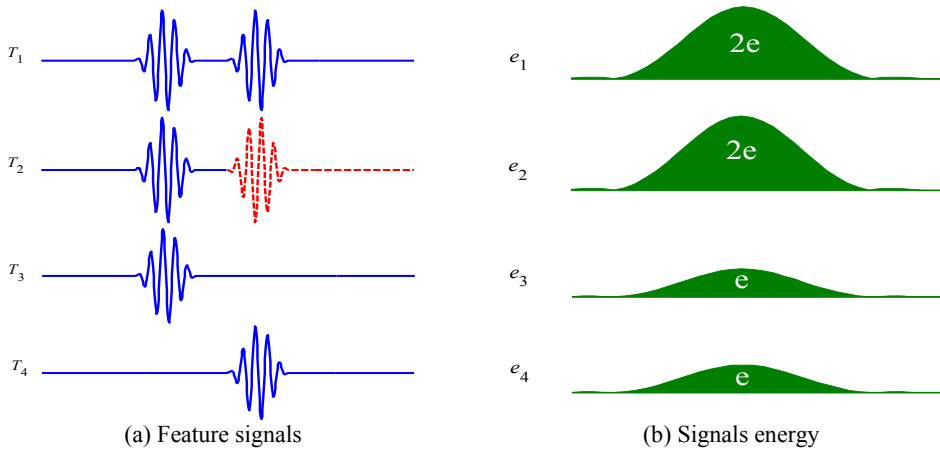 T1
T2
T3
T4
(a) Feature signals
e1
2e
e2
2e
e3
e
e4
e
(b) Signals energy